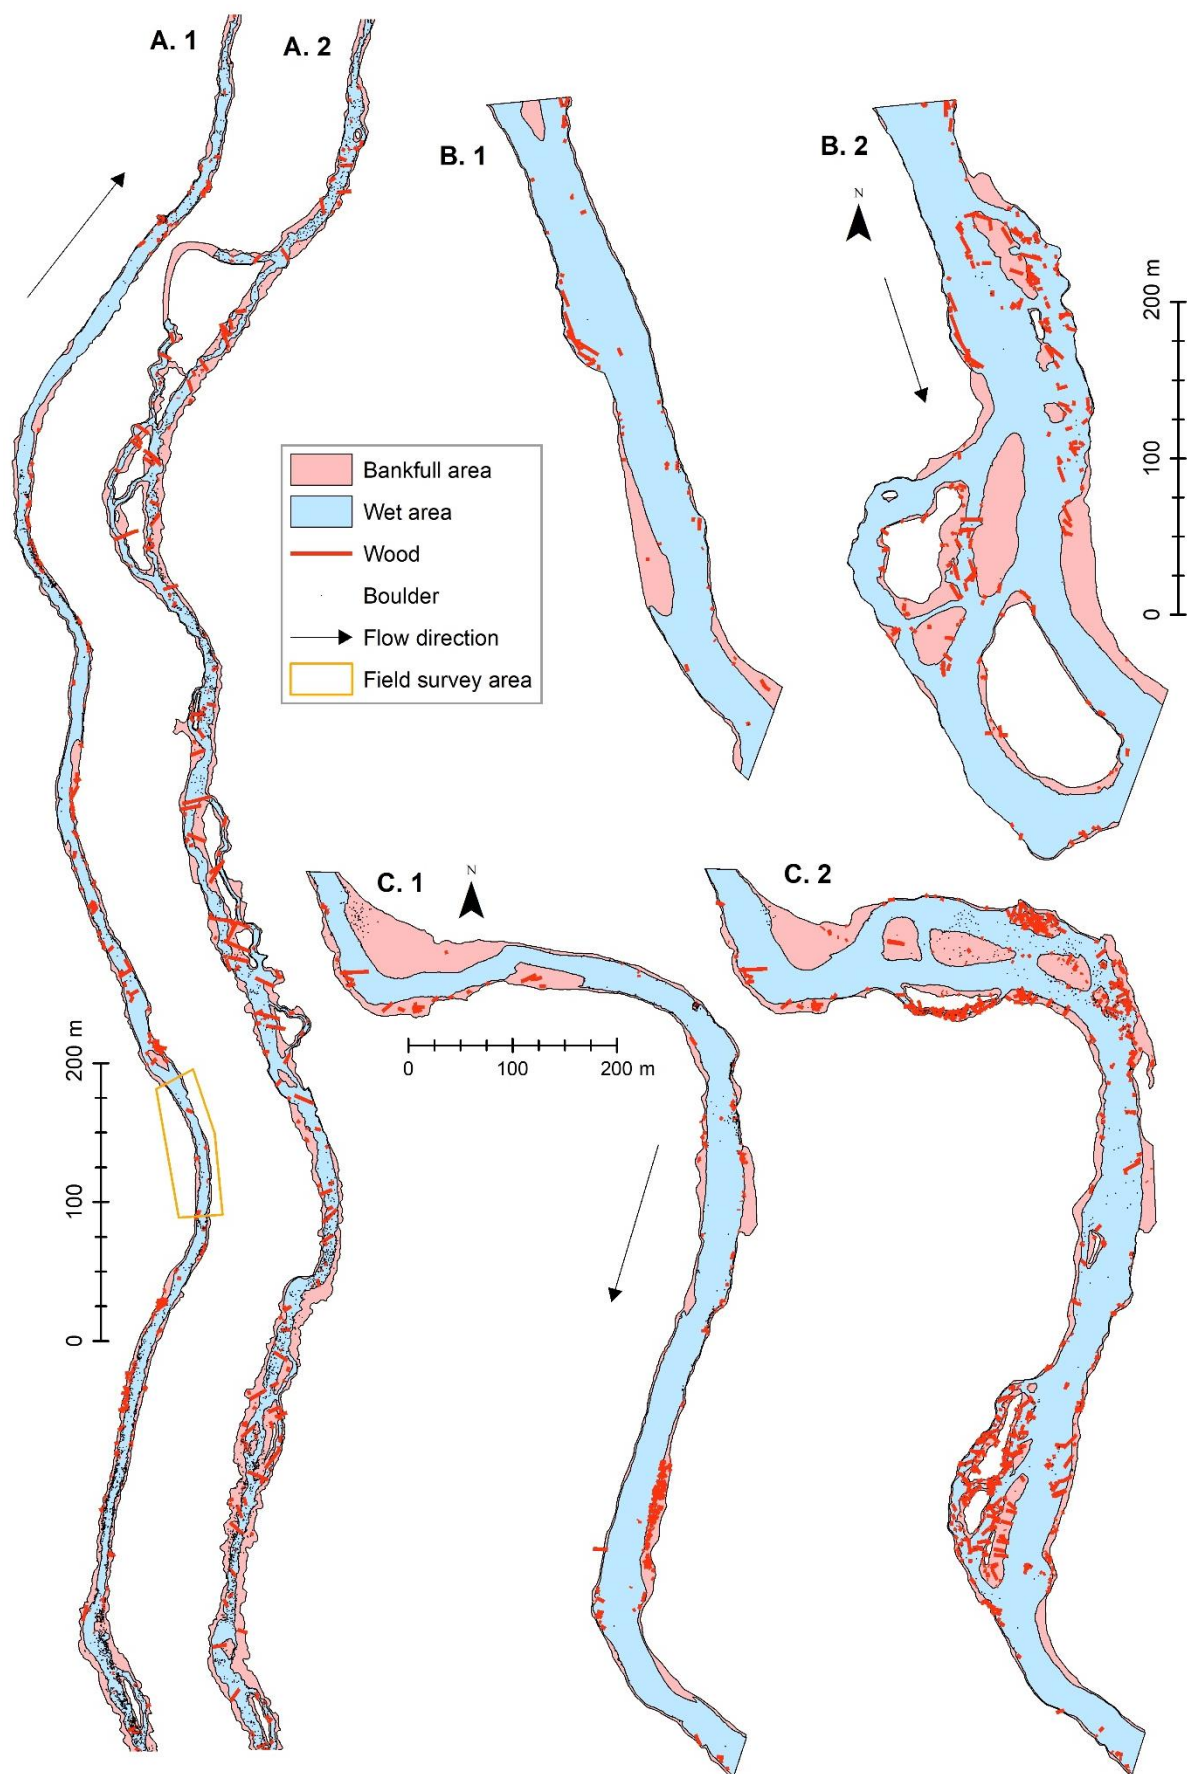 A. 1
A. 2
B. 1
B. 2
N
200 m
100
0
Bankfull area
Wet area
Wood
Boulder
Flow direction
Field survey area
C. 1
N
C. 2
0 100 200 m
200 m
100
0